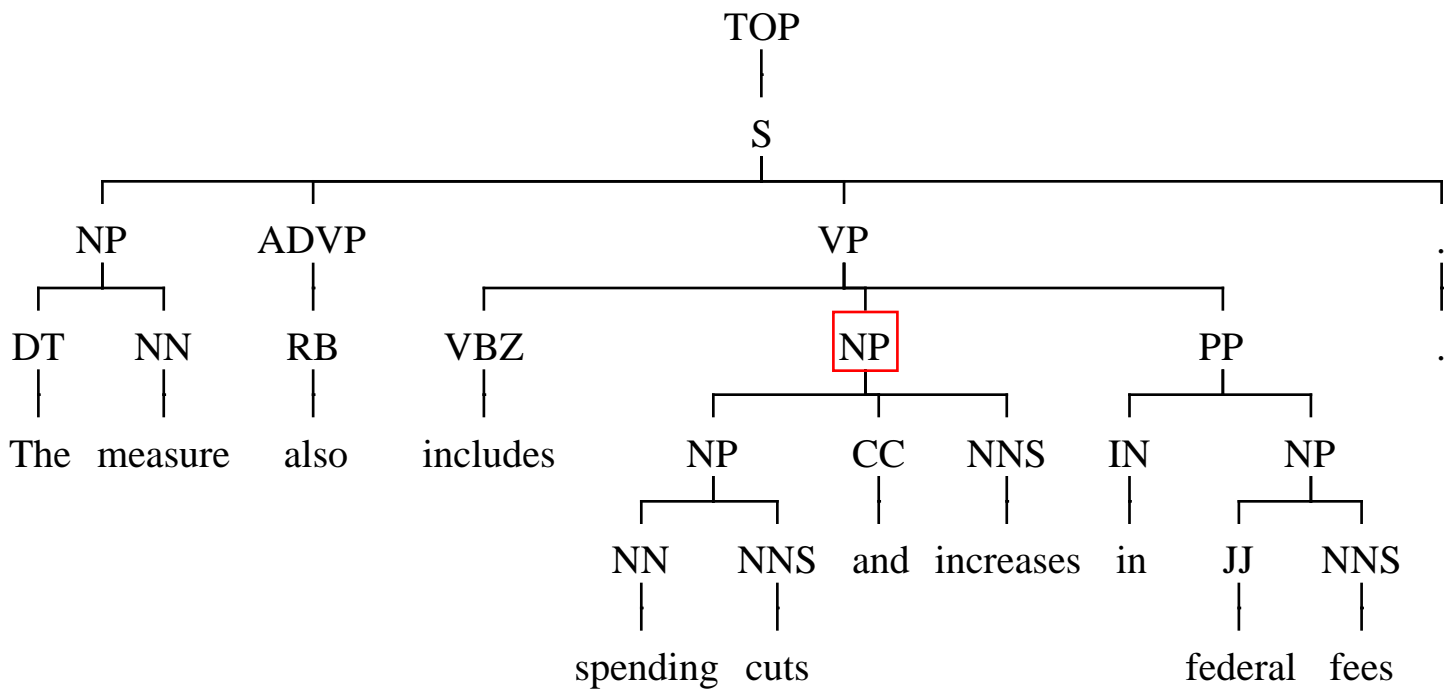 TOP
S
NP ADVP VP .
DT NN RB VBZ NP PP .
The measure also includes NP CC NNS IN NP
NN NNS and increases in JJ NNS
spending cuts federal fees